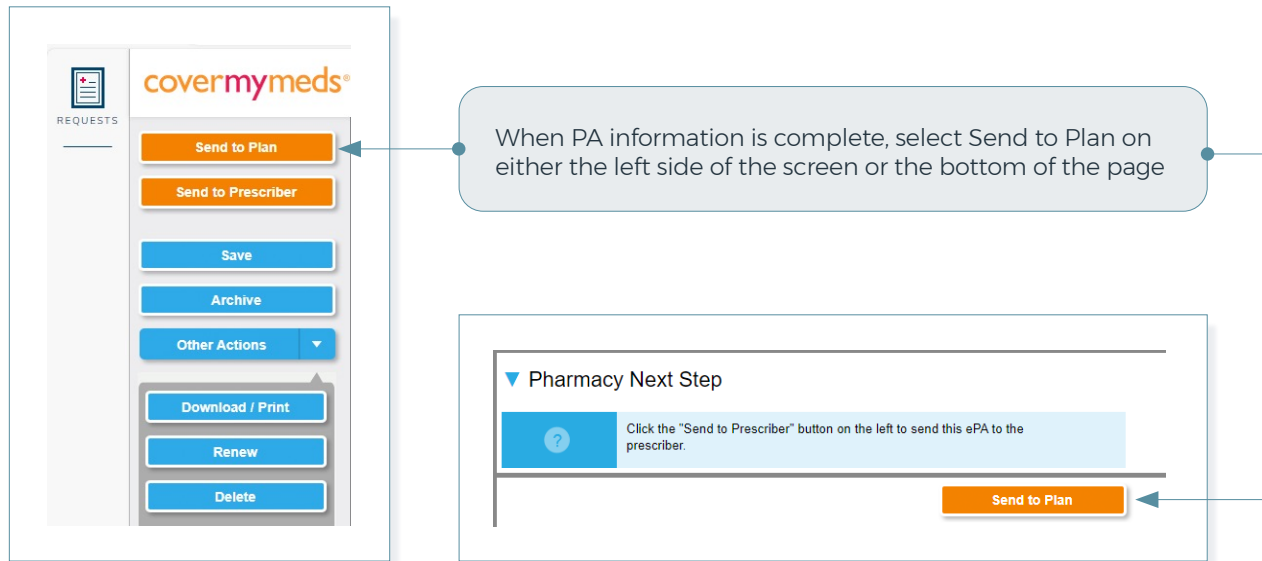 covermymeds®
REQUESTS
Send to Plan
Send to Prescriber
Save
Archive
Other Actions
Download / Print
Renew
Delete
When PA information is complete, select Send to Plan on
either the left side of the screen or the bottom of the page
Pharmacy Next Step
?
Click the "Send to Prescriber" button on the left to send this ePA to the
prescriber.
Send to Plan